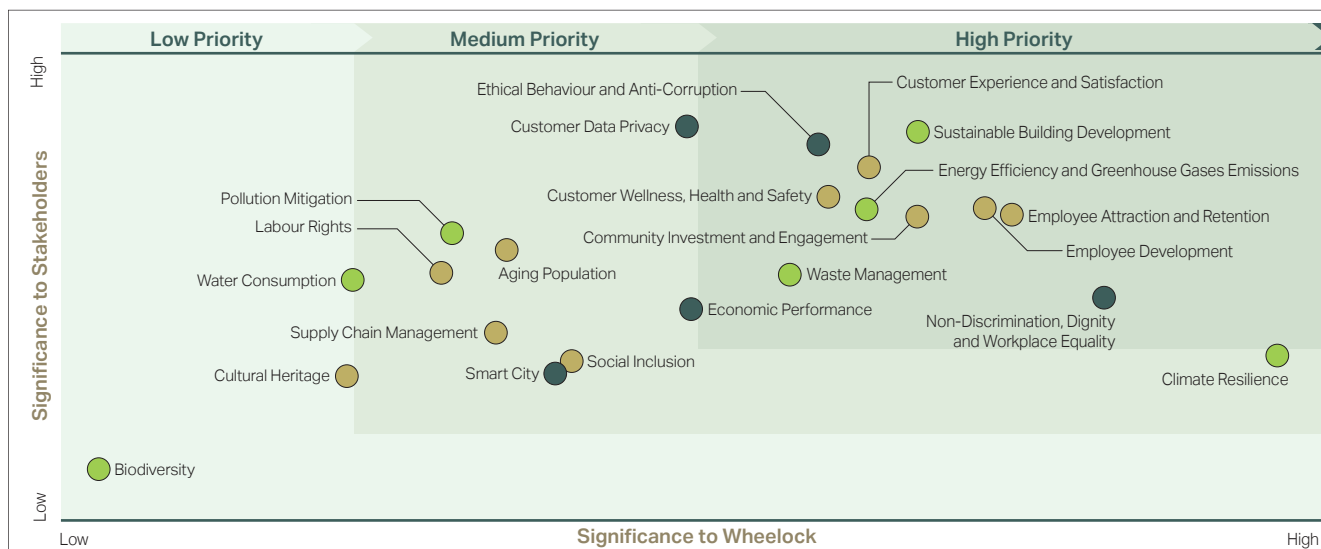 Low Priority
Medium Priority
High Priority
High
Significance to Stakeholders
Low
Ethical Behaviour and Anti-Corruption
Customer Experience and Satisfaction
Customer Data Privacy
Sustainable Building Development
Energy Efficiency and Greenhouse Gases Emissions
Pollution Mitigation
Customer Wellness, Health and Safety
Labour Rights
Community Investment and Engagement
Employee Attraction and Retention
Employee Development
Aging Population
Water Consumption
Waste Management
Economic Performance
Non-Discrimination, Dignity
and Workplace Equality
Supply Chain Management
Social Inclusion
Smart City
Cultural Heritage
Climate Resilience
Biodiversity
Low
Significance to Wheelock
High